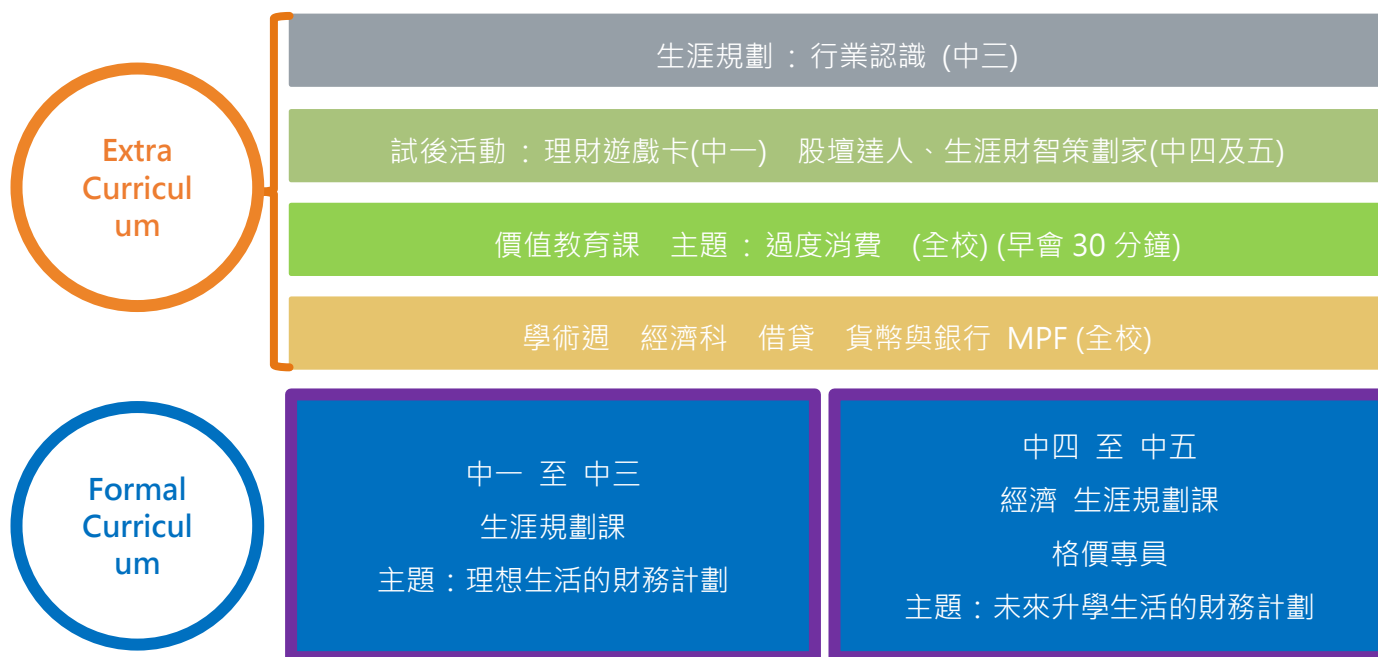 Extra
Curricul
um
生涯規劃 : 行業認識 (中三)
試後活動 : 理財遊戲卡(中一) 股壇達人、生涯財智策劃家(中四及五)
價值教育課 主題 : 過度消費 (全校) (早會 30 分鐘)
學術週 經濟科 借貸 貨幣與銀行 MPF (全校)
Formal
Curricul
um
中一 至 中三
生涯規劃課
主題 : 理想生活的財務計劃
中四 至 中五
經濟 生涯規劃課
格價專員
主題 : 未來升學生活的財務計劃